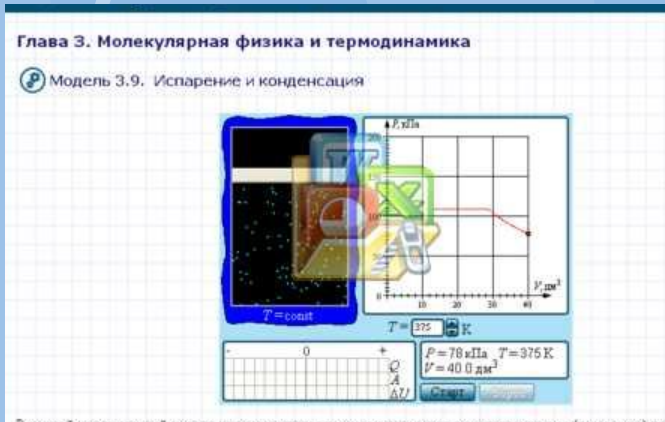 Глава 3. Молекулярная физика и термодинамика
Модель 3.9. Испарение и конденсация
P, кПа
200
100
50
0
10
20
30
40
V, дм³
T = const
T = 375 K
- 0 +
Q
A
ΔU
P = 78 кПа T = 375 K
V = 40.0 дм³
Старт